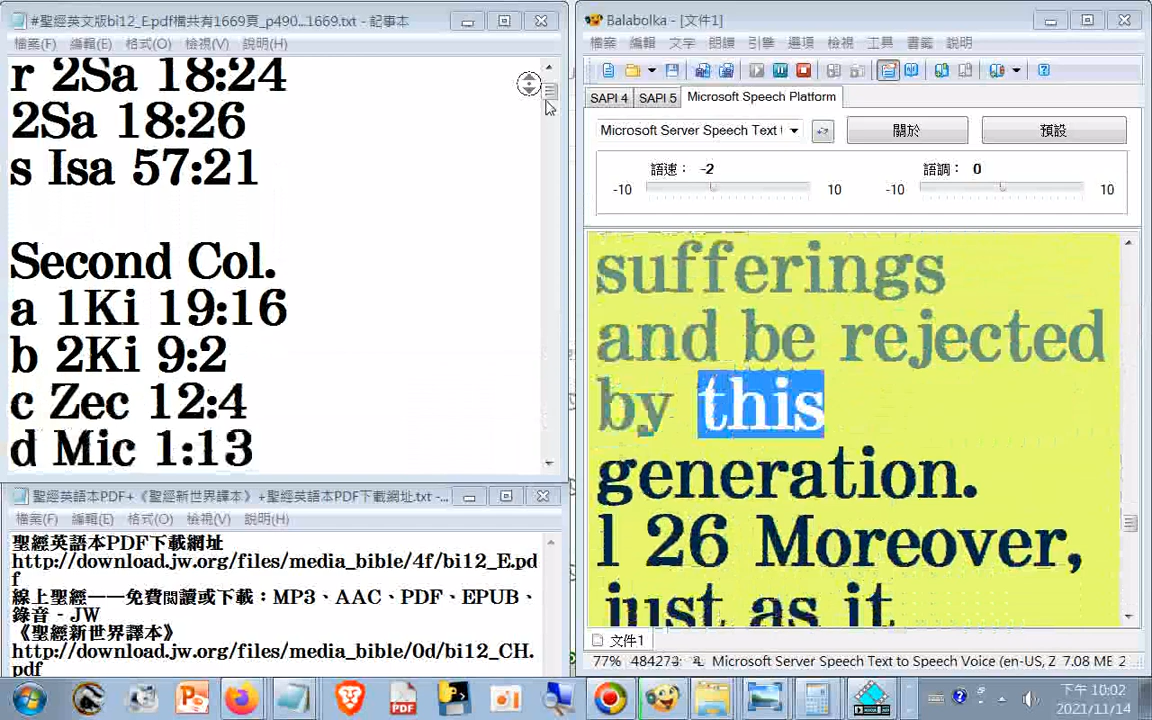 #聖經英文版bi12_E.pdf檔共有1669頁_p490...1669.txt - 記事本
檔案(F) 編輯(E) 格式(O) 檢視(V) 說明(H)
r 2Sa 18:24
2Sa 18:26
s Isa 57:21
Second Col.
a 1Ki 19:16
b 2Ki 9:2
c Zec 12:4
d Mic 1:13
聖經英語本PDF+《聖經新世界譯本》+聖經英語本PDF下載網址.txt -...
檔案(F) 編輯(E) 格式(O) 檢視(V) 說明(H)
聖經英語本PDF下載網址
http://download.jw.org/files/media_bible/4f/bi12_E.pd
f
線上聖經──免費閱讀或下載：MP3、AAC、PDF、EPUB、
錄音 - JW
《聖經新世界譯本》
http://download.jw.org/files/media_bible/0d/bi12_CH.
pdf
Balabolka - [文件1]
檔案 編輯 文字 朗讀 引擎 選項 檢視 工具 書籤 說明
SAPI 4 SAPI 5 Microsoft Speech Platform
Microsoft Server Speech Text 關於 預設
語速： -2 語調： 0
-10 10 -10 10
sufferings
and be rejected
by this
generation.
l 26 Moreover,
just as it
文件1
77% 484273 Microsoft Server Speech Text to Speech Voice (en-US, Z 7.08 MB 2
PDF
下午 10:02
2021/11/14